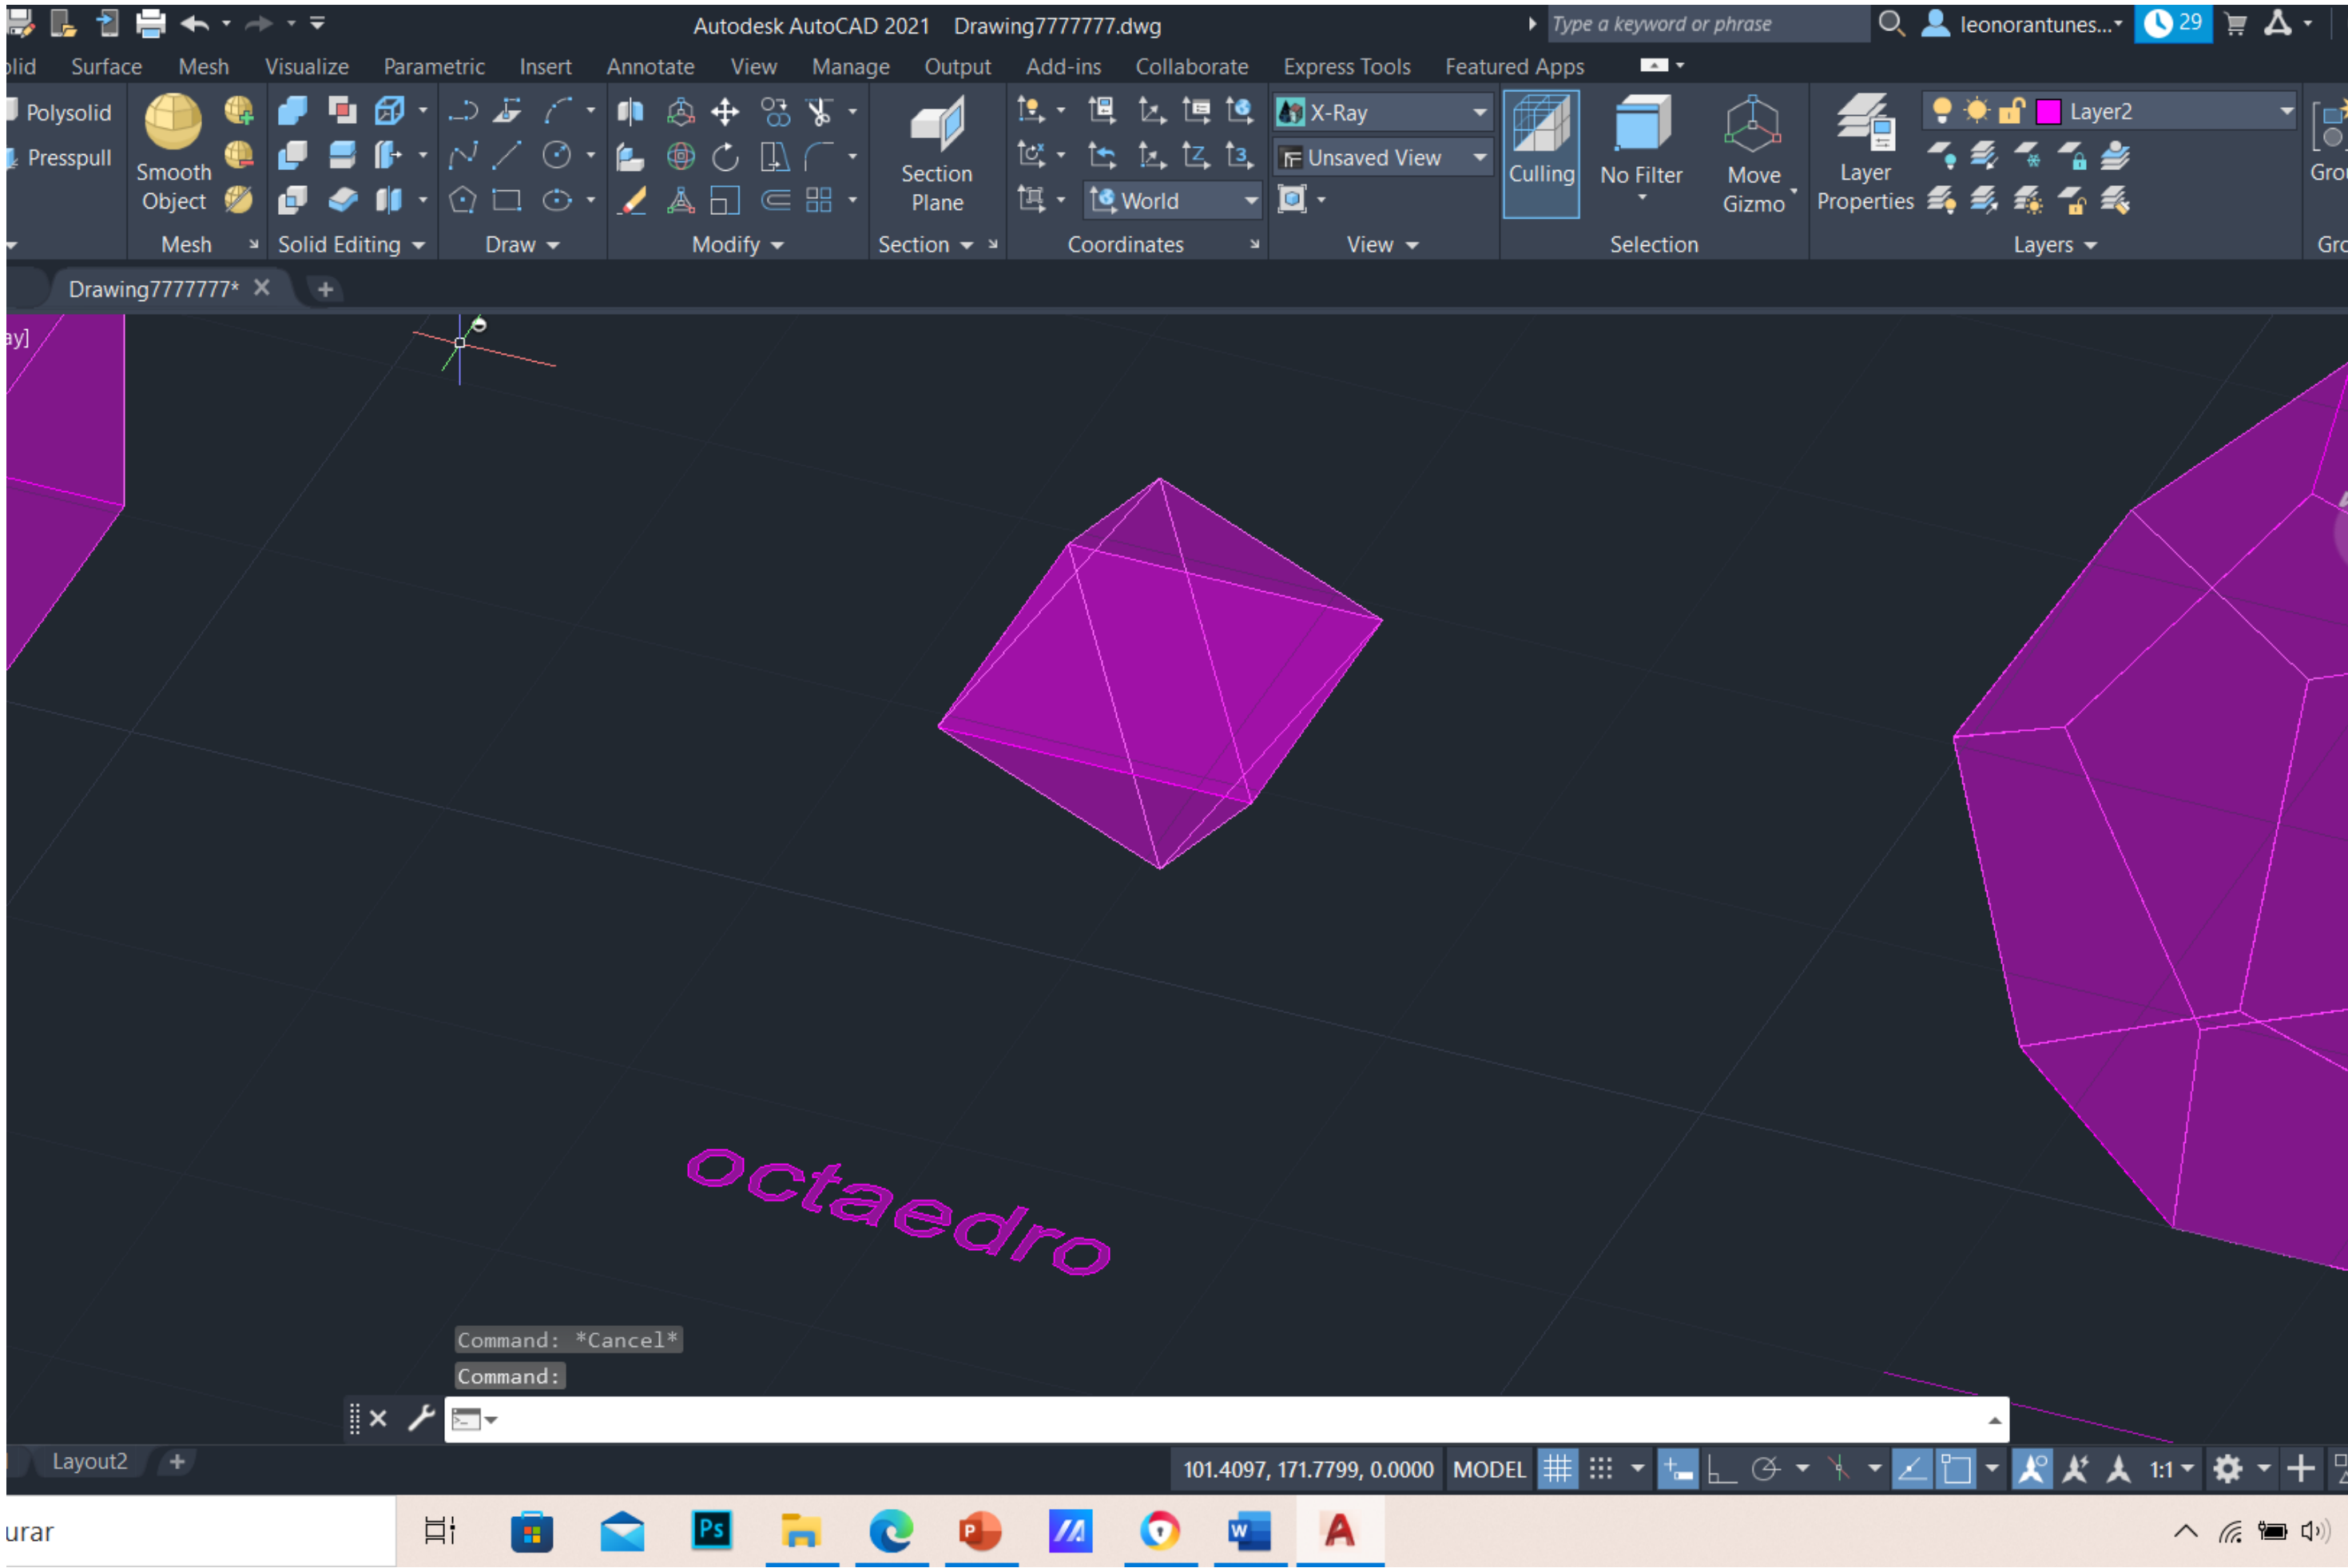 Autodesk AutoCAD 2021 Drawing7777777.dwg Type a keyword or phrase leonorantunes... 29
olid Surface Mesh Visualize Parametric Insert Annotate View Manage Output Add-ins Collaborate Express Tools Featured Apps
Polysolid X-Ray Layer2
Presspull Unsaved View
Smooth Object Section Plane World Culling No Filter Move Gizmo Layer Properties Grou
Mesh Solid Editing Draw Modify Section Coordinates View Selection Layers Gro
Drawing7777777*
ay]
octaedro
Command: *Cancel*
Command:
Layout2 101.4097, 171.7799, 0.0000 MODEL 1:1
urar Ps P W A